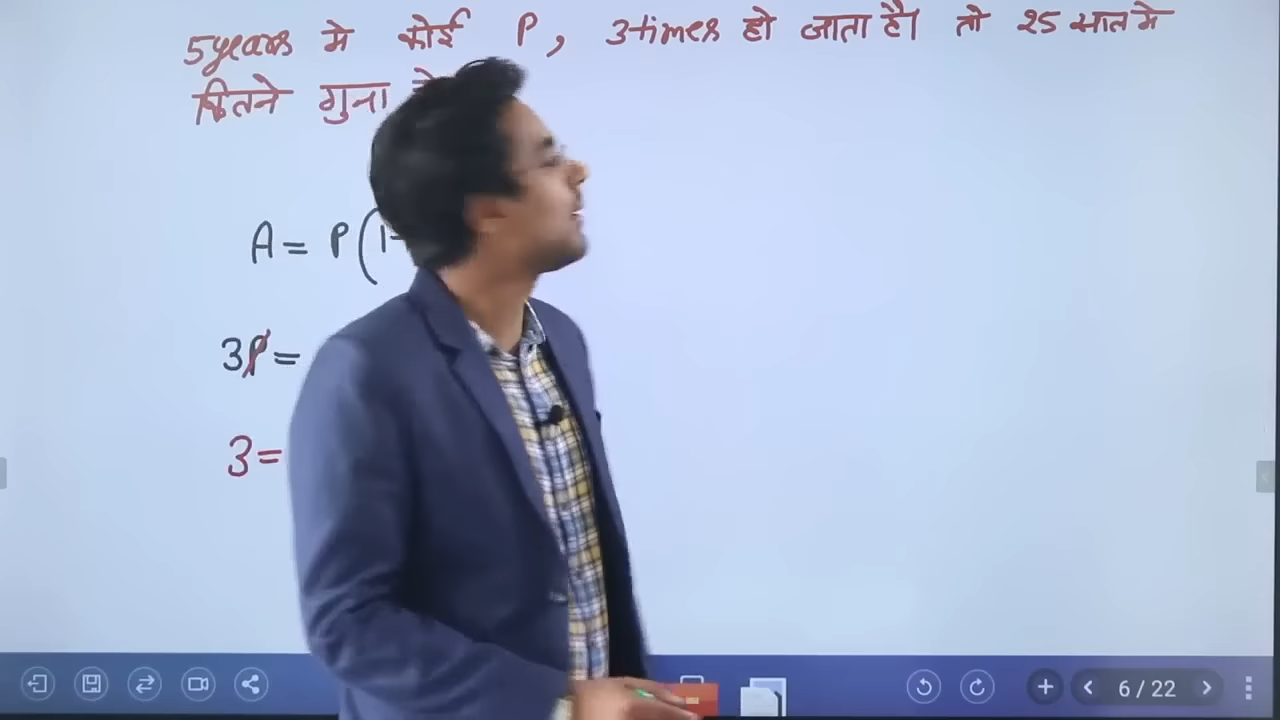 5years मे कोई P, 3times हो जाता है। तो 25 साल मे
कितने गुना
A = P(1
3P =
3 =
6 / 22